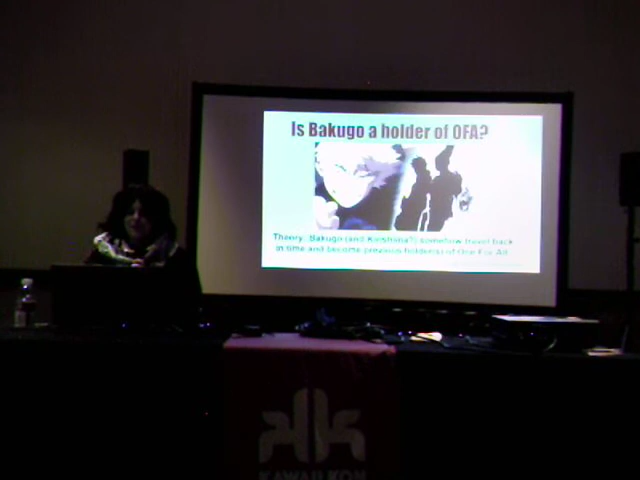 Is Bakugo a holder of OFA?
Theory: Bakugo (and Kirishima?) somehow travel back
in time and become previous holder(s) of One For All
KAWAII KON